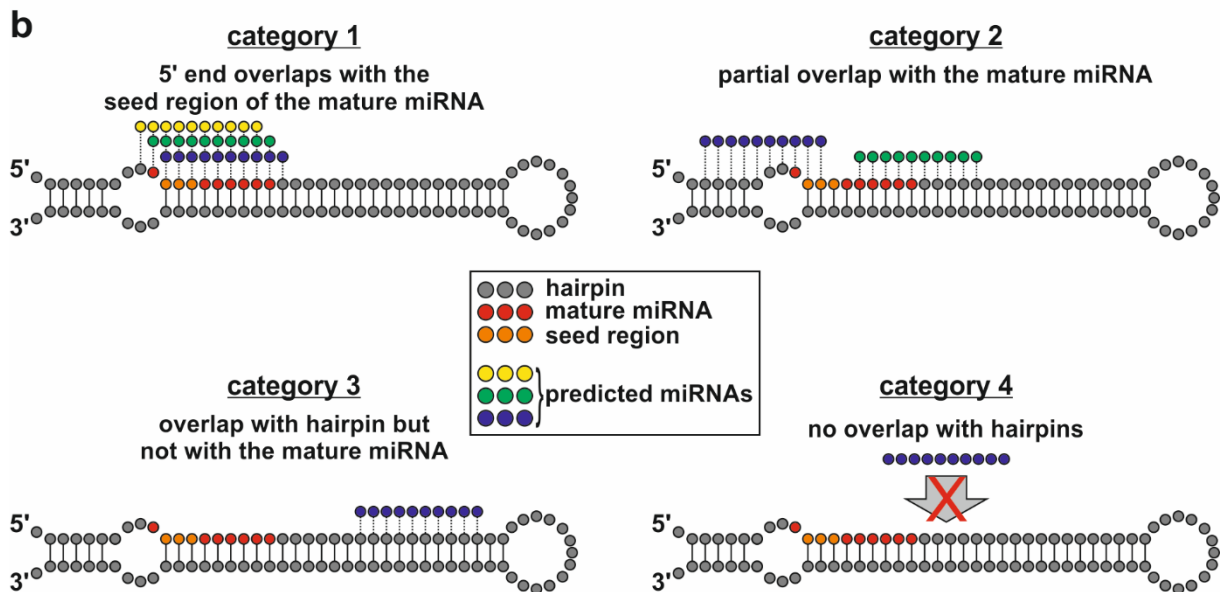 b
category 1
5' end overlaps with the
seed region of the mature miRNA
5'
3'
category 2
partial overlap with the mature miRNA
5'
3'
hairpin
mature miRNA
seed region
predicted miRNAs
category 3
overlap with hairpin but
not with the mature miRNA
5'
3'
category 4
no overlap with hairpins
5'
3'